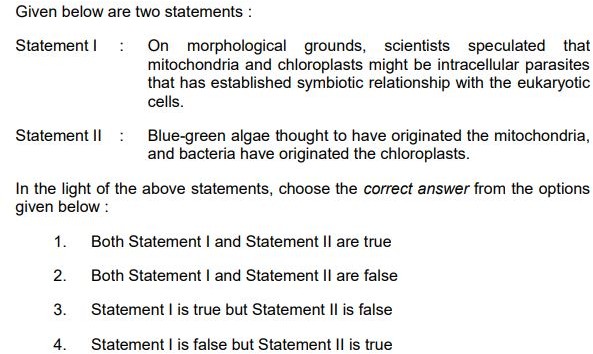 Given below are two statements :
Statement I : On morphological grounds, scientists speculated that
mitochondria and chloroplasts might be intracellular parasites
that has established symbiotic relationship with the eukaryotic
cells.
Statement II : Blue-green algae thought to have originated the mitochondria,
and bacteria have originated the chloroplasts.
In the light of the above statements, choose the correct answer from the options
given below :
1. Both Statement I and Statement II are true
2. Both Statement I and Statement II are false
3. Statement I is true but Statement II is false
4. Statement I is false but Statement II is true